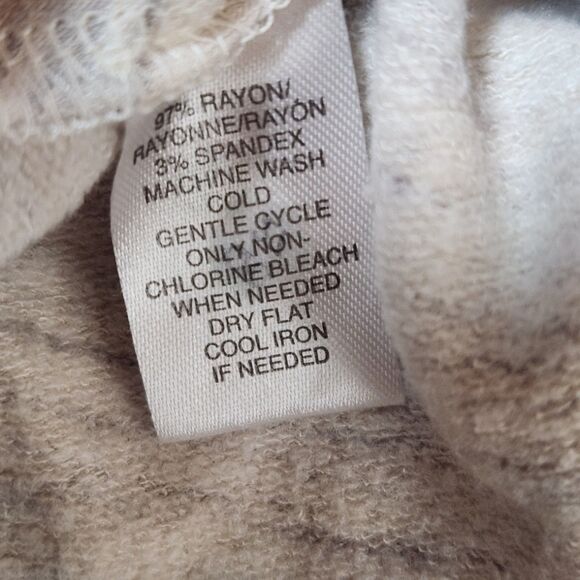 97% RAYON/
RAYONNE/RAYÓN
3% SPANDEX
MACHINE WASH
COLD
GENTLE CYCLE
ONLY NON-
CHLORINE BLEACH
WHEN NEEDED
DRY FLAT
COOL IRON
IF NEEDED